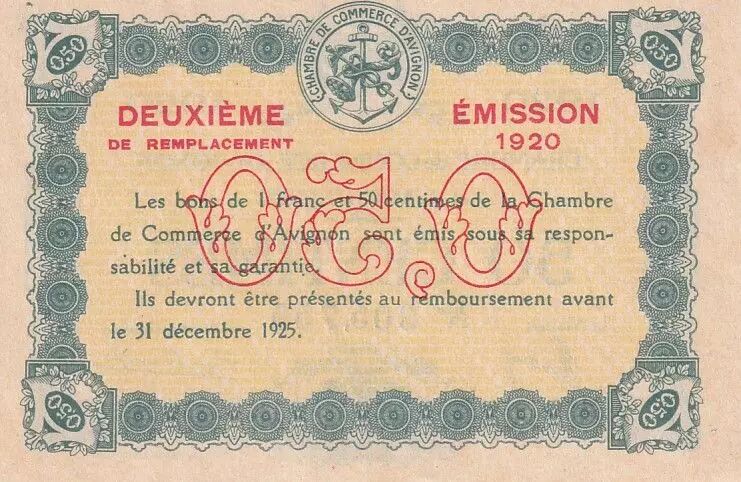 CHAMBRE DE COMMERCE D'AVIGNON
0,50
0,50
DEUXIÈME ÉMISSION
DE REMPLACEMENT 1920
0,50
Les bons de 1 franc et 50 centimes de la Chambre
de Commerce d'Avignon sont émis sous sa respon-
sabilité et sa garantie.
Ils devront être présentés au remboursement avant
le 31 décembre 1925.
0,50
0,50